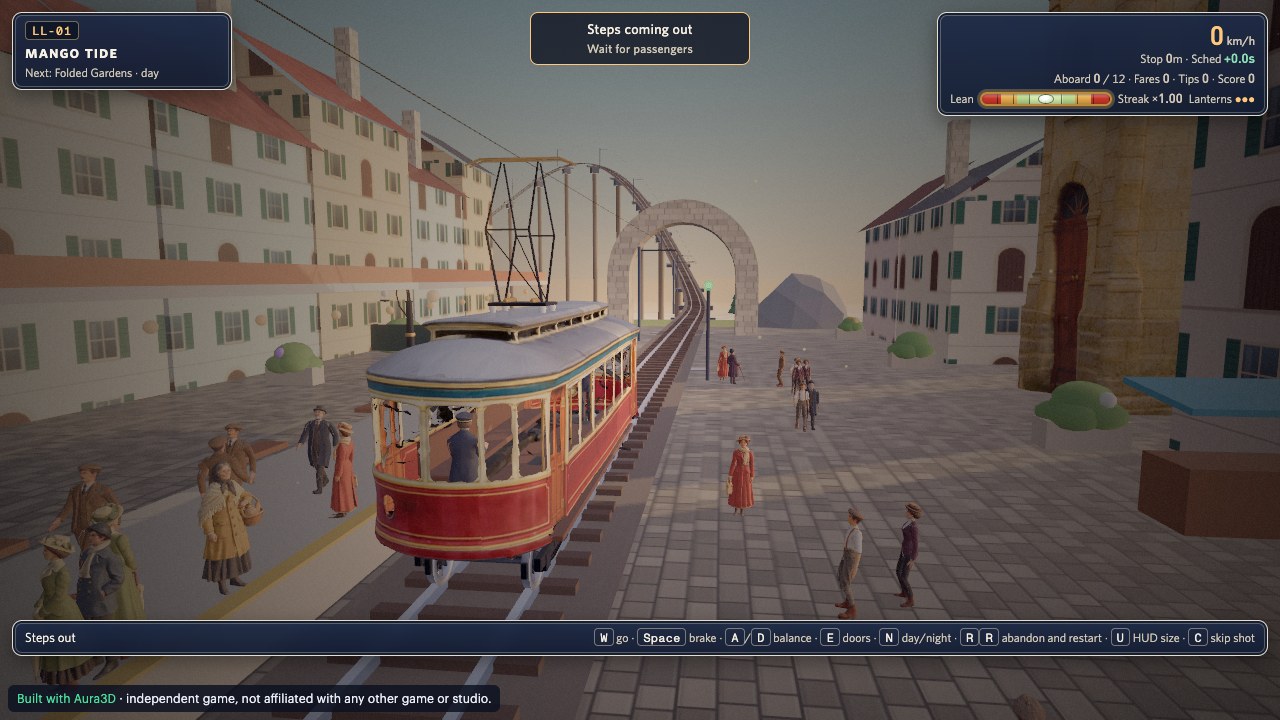 LL-01
MANGO TIDE
Next: Folded Gardens · day
Steps coming out
Wait for passengers
0 km/h
Stop 0m · Sched +0.0s
Aboard 0 / 12 · Fares 0 · Tips 0 · Score 0
Lean Streak ×1.00 Lanterns
Steps out
W go · Space brake · A/D balance · E doors · N day/night · R R abandon and restart · U HUD size · C skip shot
Built with Aura3D · independent game, not affiliated with any other game or studio.